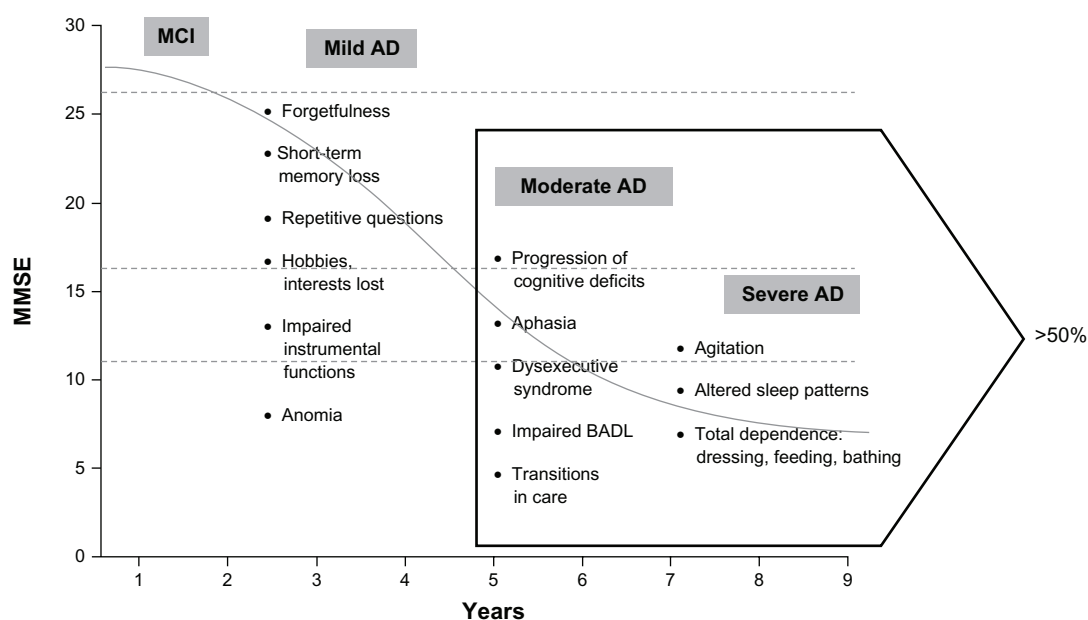 30
25
20
15
10
5
0
MMSE
MCI
Mild AD
• Forgetfulness
• Short-term
memory loss
• Repetitive questions
• Hobbies,
interests lost
• Impaired
instrumental
functions
• Anomia
Moderate AD
• Progression of
cognitive deficits
• Aphasia
• Dysexecutive
syndrome
• Impaired BADL
• Transitions
in care
Severe AD
• Agitation
• Altered sleep patterns
• Total dependence:
dressing, feeding, bathing
>50%
1 2 3 4 5 6 7 8 9
Years